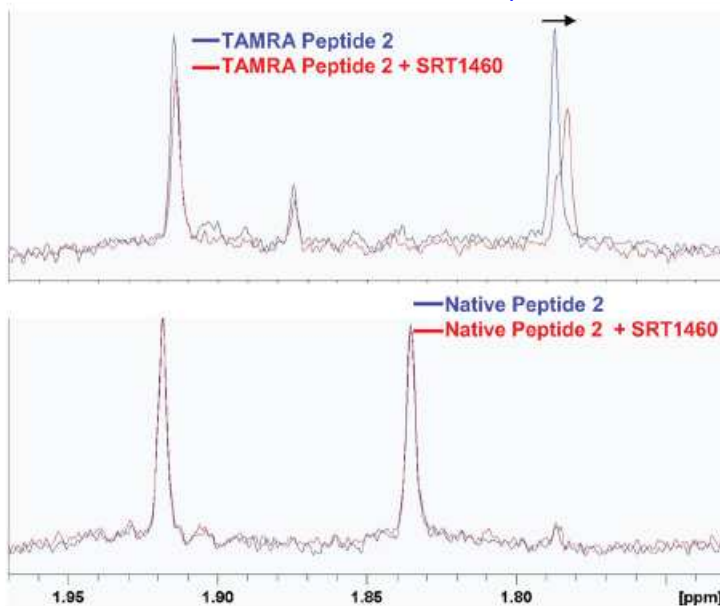 TAMRA Peptide 2
TAMRA Peptide 2 + SRT1460
Native Peptide 2
Native Peptide 2 + SRT1460
1.95 1.90 1.85 1.80 [ppm]